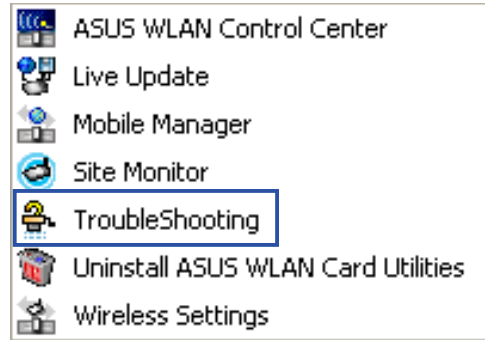 ASUS WLAN Control Center
Live Update
Mobile Manager
Site Monitor
TroubleShooting
Uninstall ASUS WLAN Card Utilities
Wireless Settings